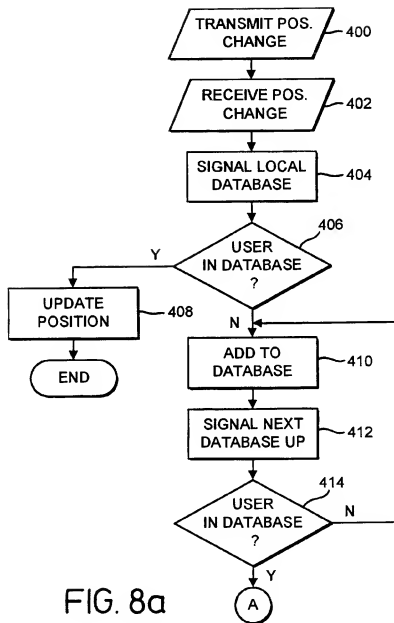 TRANSMIT POS.
CHANGE
400
RECEIVE POS.
CHANGE
402
SIGNAL LOCAL
DATABASE
404
406
USER
IN DATABASE
?
Y
UPDATE
POSITION
408
END
N
ADD TO
DATABASE
410
SIGNAL NEXT
DATABASE UP
412
414
USER
IN DATABASE
?
N
Y
A
FIG. 8a